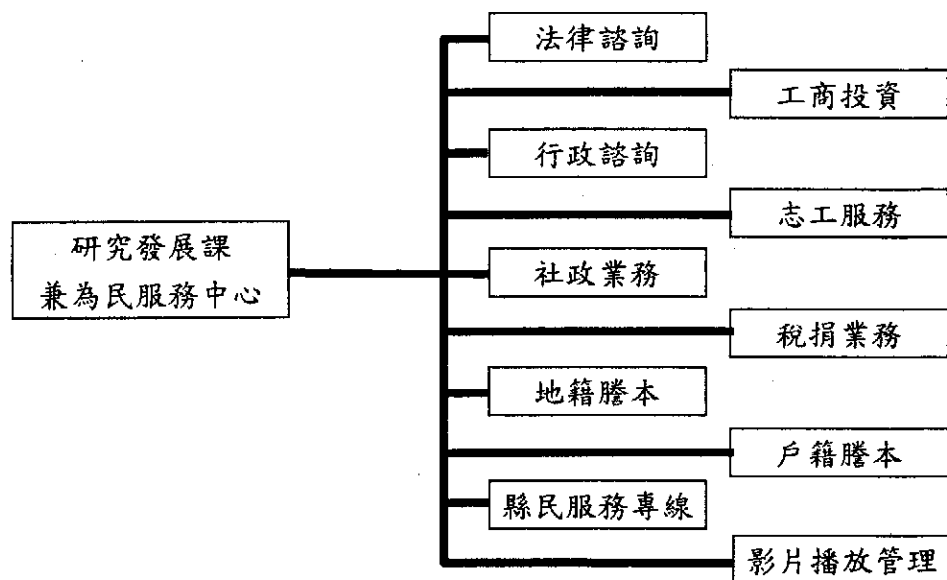 法律諮詢
工商投資
行政諮詢
志工服務
研究發展課
兼為民服務中心
社政業務
稅捐業務
地籍謄本
戶籍謄本
縣民服務專線
影片播放管理